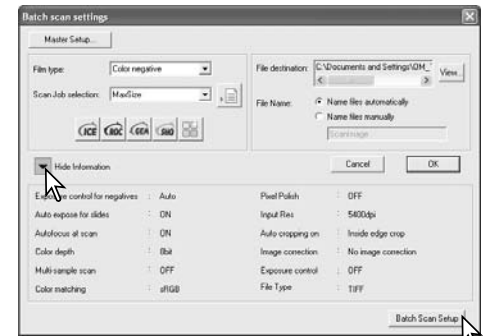 Batch scan settings
Master Setup...
Film type: Color negative
Scan Job selection: MaxSize
ICE ROC GEM SHO
File destination: C:\Documents and Settings\OM_ View...
File Name: Name files automatically
Name files manually
ScanImage
Hide Information
Cancel OK
Exposure control for negatives : Auto
Auto expose for slides : ON
Autofocus at scan : ON
Color depth : 8bit
Multi-sample scan : OFF
Color matching : sRGB
Pixel Polish : OFF
Input Res : 5400dpi
Auto cropping on : Inside edge crop
Image correction : No image correction
Exposure control : OFF
File Type : TIFF
Batch Scan Setup